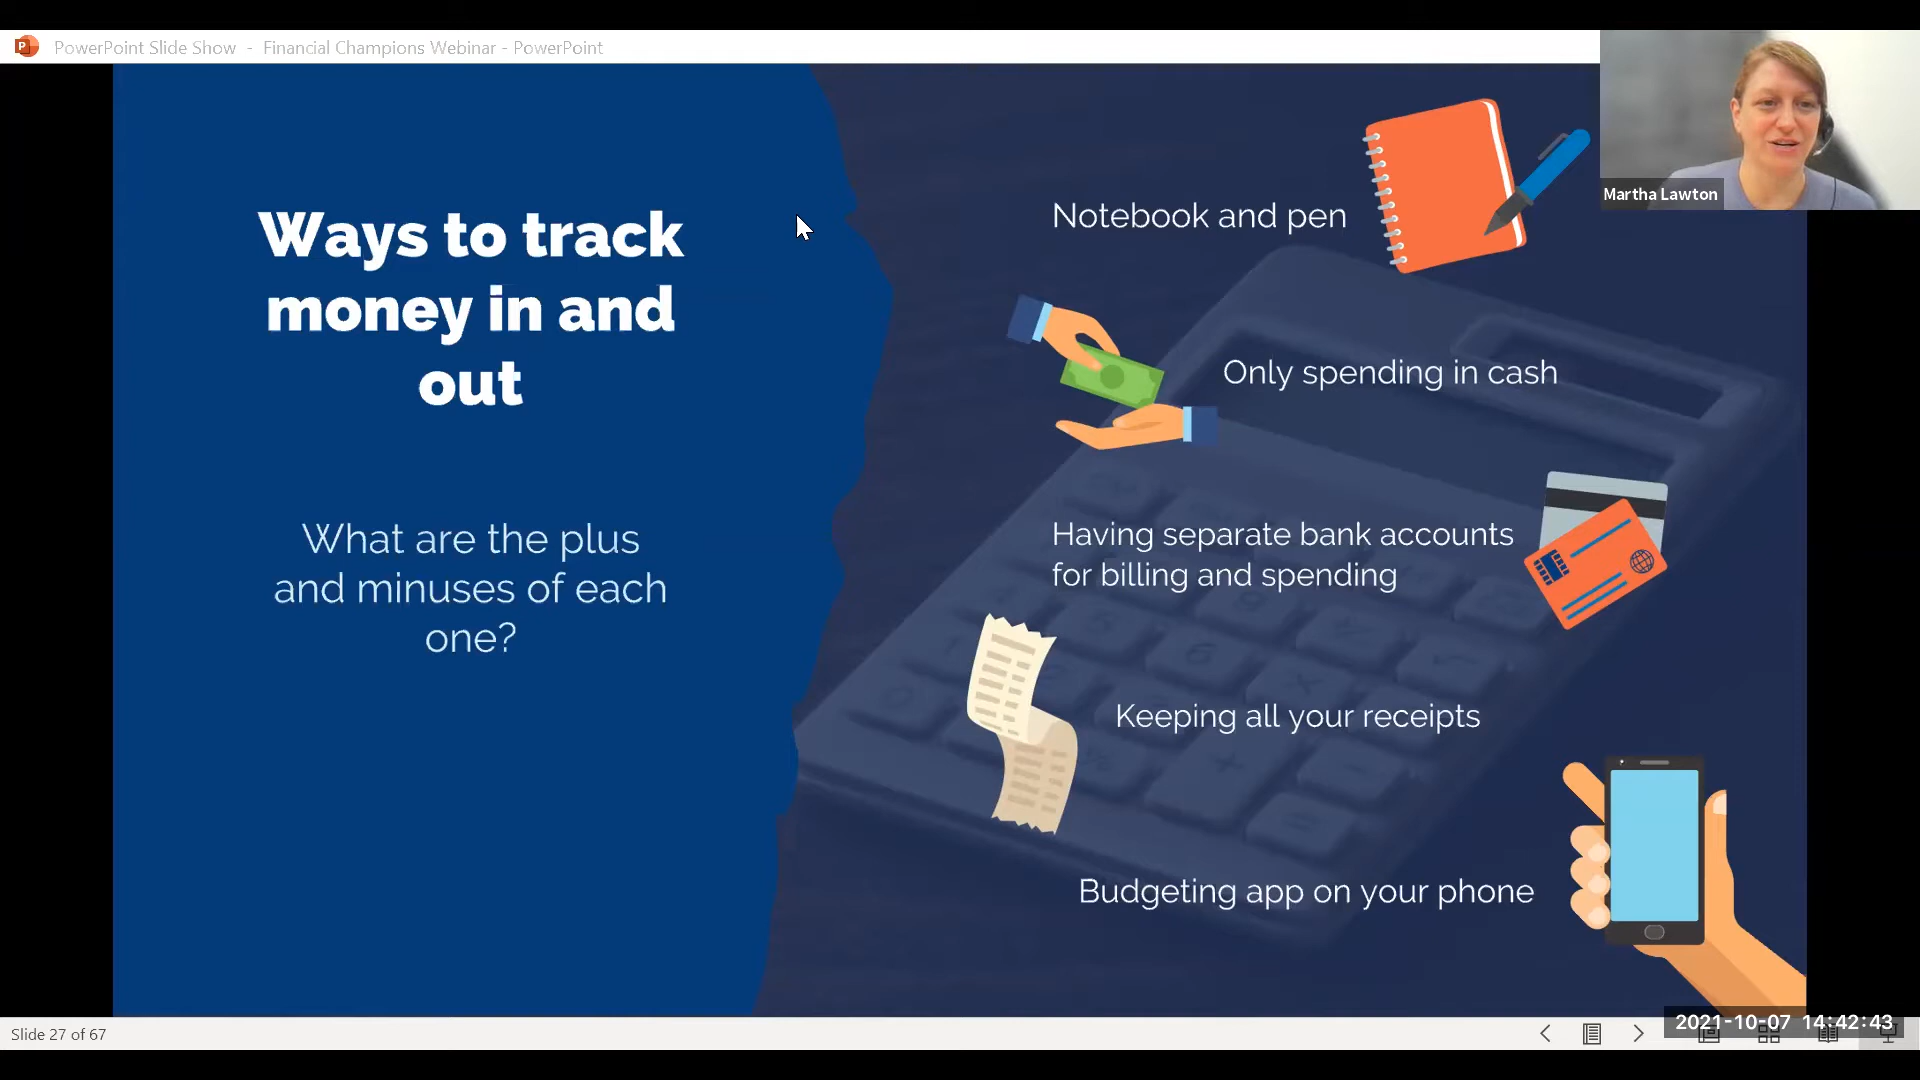 PowerPoint Slide Show - Financial Champions Webinar - PowerPoint
Martha Lawton
Ways to track
money in and
out
What are the plus
and minuses of each
one?
Notebook and pen
Only spending in cash
Having separate bank accounts
for billing and spending
Keeping all your receipts
Budgeting app on your phone
Slide 27 of 67
2021-10-07 14:42:43